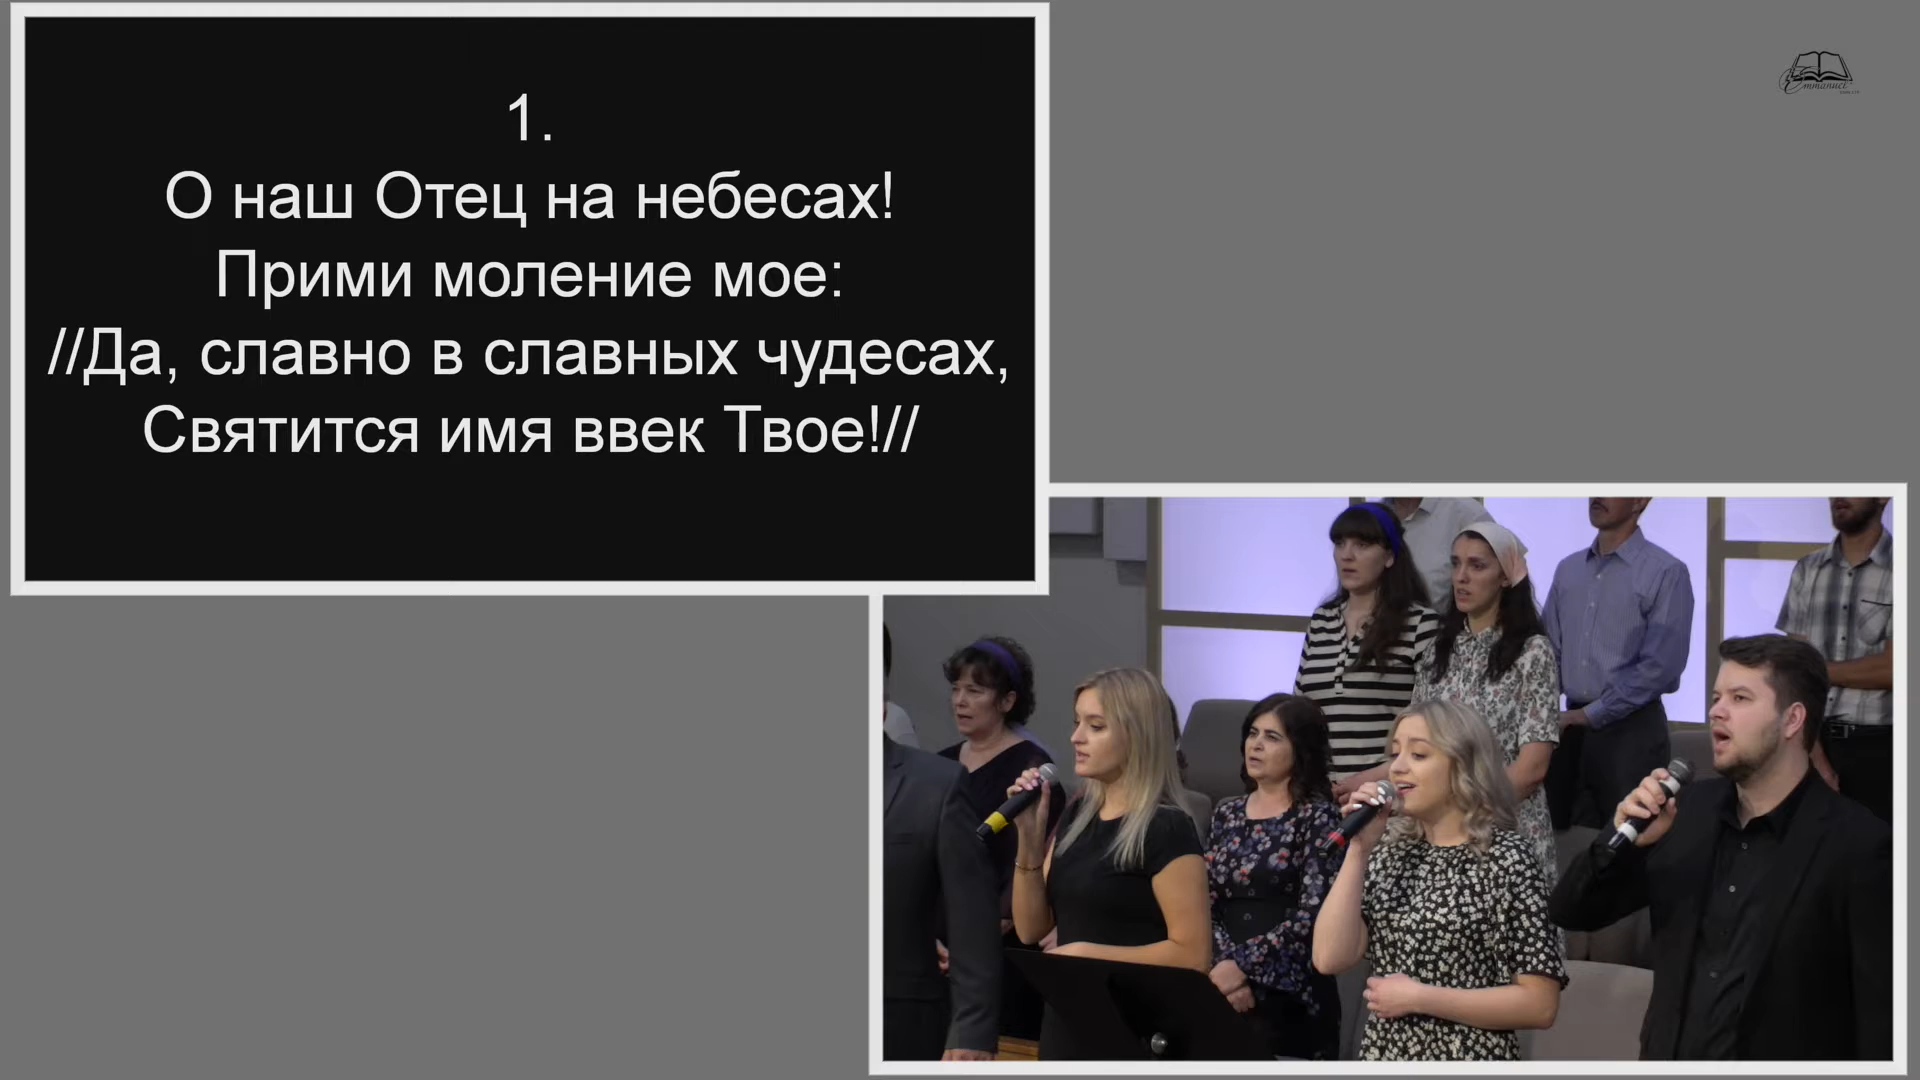 1.
О наш Отец на небесах!
Прими моление мое:
//Да, славно в славных чудесах,
Святится имя ввек Твое!//